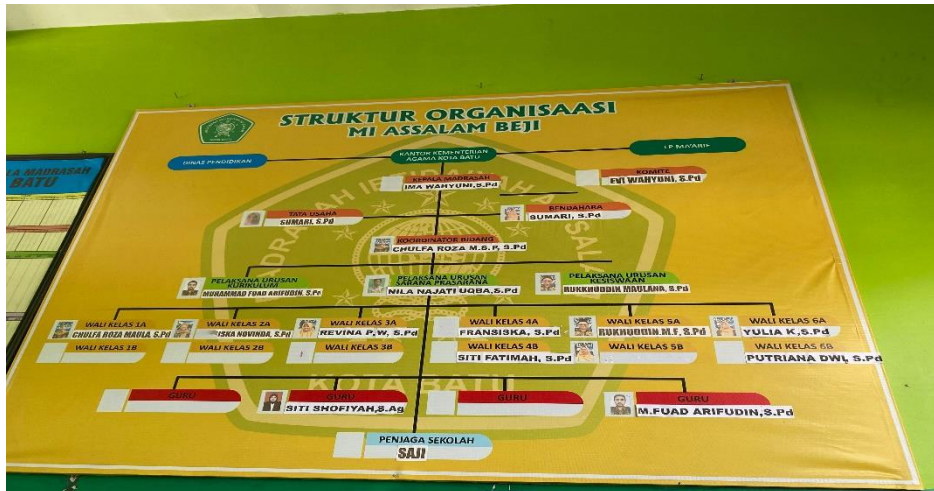 STRUKTUR ORGANISAASI
MI ASSALAM BEJI
DINAS PENDIDIKAN
KANTOR KEMENTERIAN
AGAMA KOTA BATU
LP MA'ARIF
KEPALA MADRASAH
IMA WAHYUNI,S.Pd
KOMITE
EVI WAHYUNI, S.Pd
TATA USAHA
SUMARI, S.Pd
BENDAHARA
SUMARI, S.Pd
KOORDINATOR BIDANG
CHULFA ROZA M.S.P, S.Pd
PELAKSANA URUSAN
KURIKULUM
MUHAMMAD FUAD ARIFUDIN, S.Pd
PELAKSANA URUSAN
SARANA PRASARANA
NILA NAJATI UQBA,S.Pd
PELAKSANA URUSAN
KESISWAAN
RUKHUDDIN MAULANA, S.Pd
WALI KELAS 1A
CHULFA ROZA MAULA, S.Pd
WALI KELAS 2A
ISKA NOVINDA, S.Pd
WALI KELAS 3A
REVINA P,W, S.Pd
WALI KELAS 4A
FRANSISKA, S.Pd
WALI KELAS 5A
RUKHUDDIN.M.F, S.Pd
WALI KELAS 6A
YULIA K,S.Pd
WALI KELAS 1B
WALI KELAS 2B
WALI KELAS 3B
WALI KELAS 4B
SITI FATIMAH, S.Pd
WALI KELAS 5B
WALI KELAS 6B
PUTRIANA DWI, S.Pd
GURU
GURU
SITI SHOFIYAH,S.Ag
GURU
GURU
M.FUAD ARIFUDIN,S.Pd
PENJAGA SEKOLAH
SAJI
KOTA BATU
LA MADRASAH
BATU